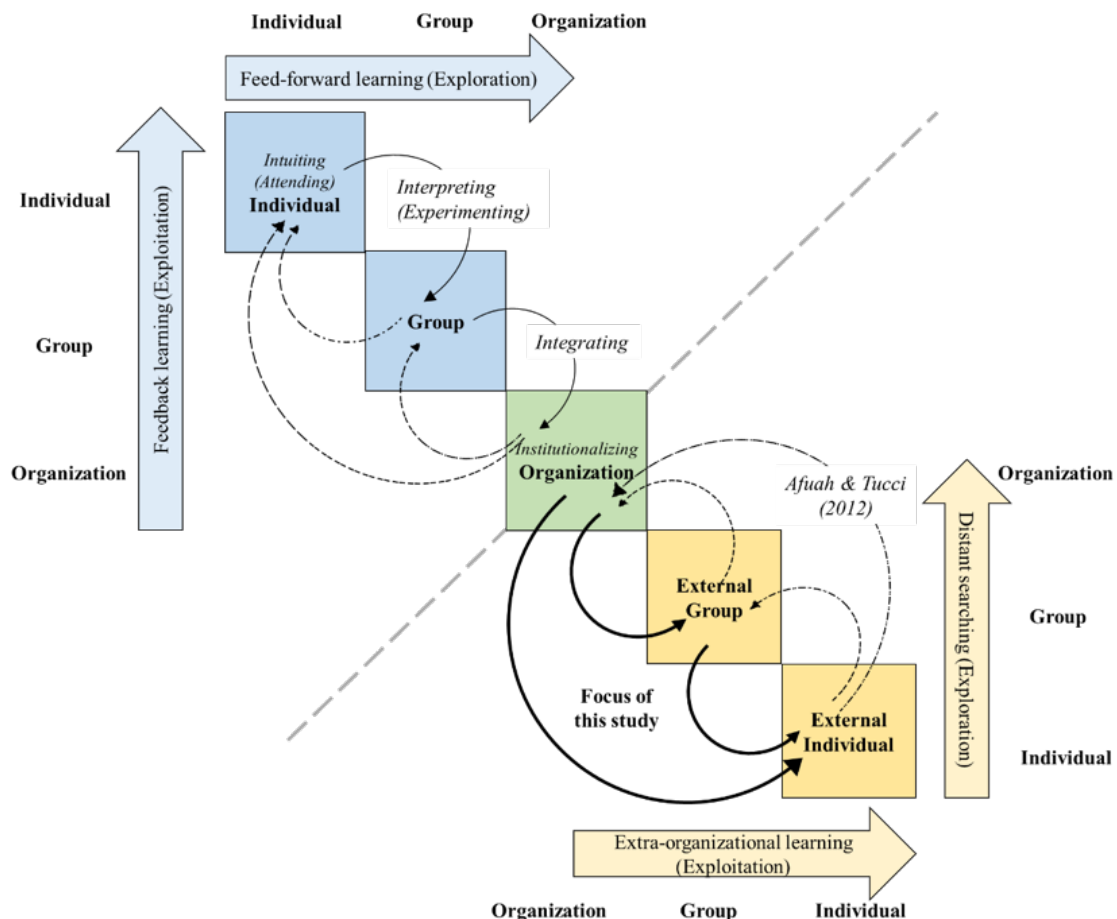 Individual Group Organization
Feed-forward learning (Exploration)
Feedback learning (Exploitation)
Individual
Group
Organization
Intuiting
(Attending)
Individual
Interpreting
(Experimenting)
Group
Integrating
Institutionalizing
Organization
Afuah & Tucci
(2012)
External
Group
Focus of
this study
External
Individual
Distant searching (Exploration)
Organization
Group
Individual
Extra-organizational learning
(Exploitation)
Organization Group Individual